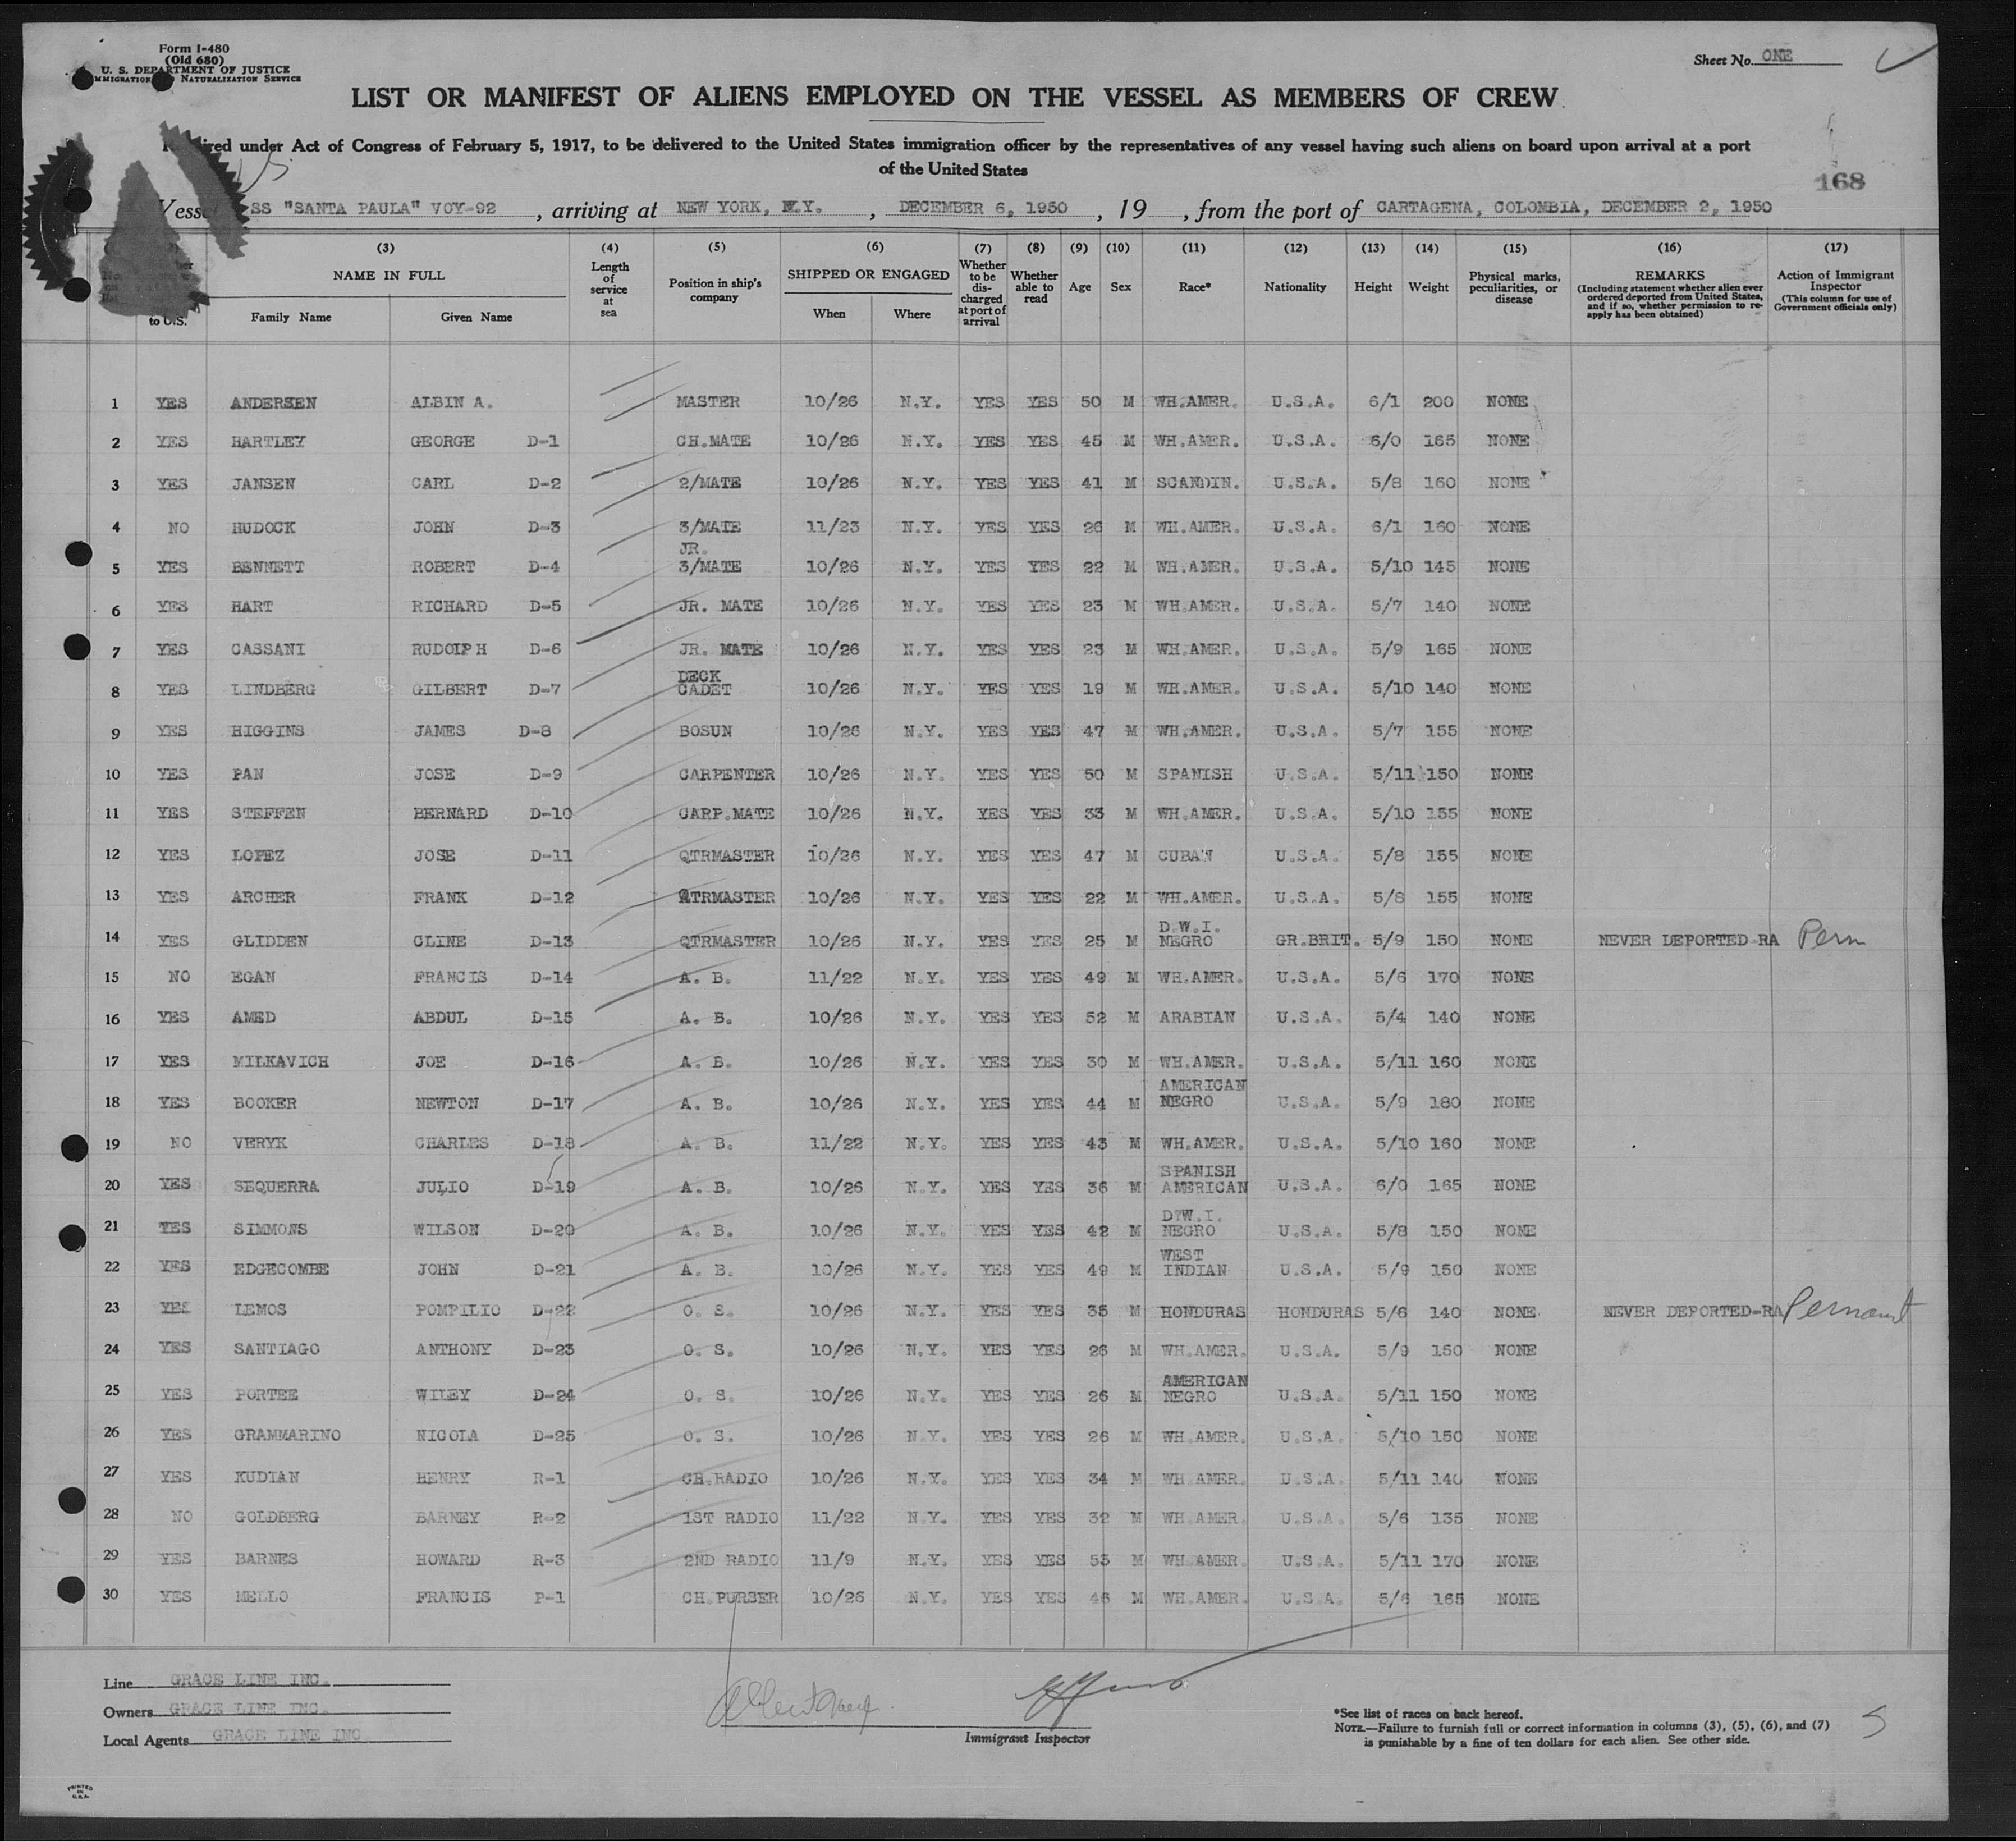 Form I-480
(Old 680)
U. S. DEPARTMENT OF JUSTICE
IMMIGRATION NATURALIZATION SERVICE
Sheet No. ONE
LIST OR MANIFEST OF ALIENS EMPLOYED ON THE VESSEL AS MEMBERS OF CREW
under Act of Congress of February 5, 1917, to be delivered to the United States immigration officer by the representatives of any vessel having such aliens on board upon arrival at a port
of the United States
168
Vessel SS "SANTA PAULA" VOY-92, arriving at NEW YORK, N.Y., DECEMBER 6, 1950, 19 , from the port of CARTAGENA, COLOMBIA, DECEMBER 2, 1950
(3) (4) (5) (6) (7) (8) (9) (10) (11) (12) (13) (14) (15) (16) (17)
to U.S. NAME IN FULL Family Name Given Name Length of service at sea Position in ship's company SHIPPED OR ENGAGED When Where Whether to be discharged at port of arrival Whether able to read Age Sex Race* Nationality Height Weight Physical marks, peculiarities, or disease REMARKS (Including statement whether alien ever ordered deported from United States, and if so, whether permission to re-apply has been obtained) Action of Immigrant Inspector (This column for use of Government officials only)
1 YES ANDERSEN ALBIN A. MASTER 10/26 N.Y. YES YES 50 M WH.AMER. U.S.A. 6/1 200 NONE
2 YES HARTLEY GEORGE D-1 CH.MATE 10/26 N.Y. YES YES 45 M WH.AMER. U.S.A. 6/0 165 NONE
3 YES JANSEN CARL D-2 2/MATE 10/26 N.Y. YES YES 41 M SCANDIN. U.S.A. 5/8 160 NONE
4 NO HUDOCK JOHN D-3 3/MATE 11/23 N.Y. YES YES 26 M WH.AMER. U.S.A. 6/1 160 NONE
5 YES BENNETT ROBERT D-4 JR. 3/MATE 10/26 N.Y. YES YES 22 M WH.AMER. U.S.A. 5/10 145 NONE
6 YES HART RICHARD D-5 JR. MATE 10/26 N.Y. YES YES 23 M WH.AMER. U.S.A. 5/7 140 NONE
7 YES CASSANI RUDOLPH D-6 JR. MATE 10/26 N.Y. YES YES 23 M WH.AMER. U.S.A. 5/9 165 NONE
8 YES LINDBERG GILBERT D-7 DECK CADET 10/26 N.Y. YES YES 19 M WH.AMER. U.S.A. 5/10 140 NONE
9 YES HIGGINS JAMES D-8 BOSUN 10/26 N.Y. YES YES 47 M WH.AMER. U.S.A. 5/7 155 NONE
10 YES PAN JOSE D-9 CARPENTER 10/26 N.Y. YES YES 50 M SPANISH U.S.A. 5/11 150 NONE
11 YES STEFFEN BERNARD D-10 CARP.MATE 10/26 N.Y. YES YES 33 M WH.AMER. U.S.A. 5/10 155 NONE
12 YES LOPEZ JOSE D-11 QTRMASTER 10/26 N.Y. YES YES 47 M CUBAN U.S.A. 5/8 155 NONE
13 YES ARCHER FRANK D-12 QTRMASTER 10/26 N.Y. YES YES 22 M WH.AMER. U.S.A. 5/8 155 NONE
14 YES GLIDDEN CLINE D-13 QTRMASTER 10/26 N.Y. YES YES 25 M D.W.I. NEGRO GR.BRIT. 5/9 150 NONE NEVER DEPORTED RA Perm
15 NO EGAN FRANCIS D-14 A. B. 11/22 N.Y. YES YES 49 M WH.AMER. U.S.A. 5/6 170 NONE
16 YES AMED ABDUL D-15 A. B. 10/26 N.Y. YES YES 52 M ARABIAN U.S.A. 5/4 140 NONE
17 YES MILKAVICH JOE D-16 A. B. 10/26 N.Y. YES YES 30 M WH.AMER. U.S.A. 5/11 160 NONE
18 YES BOOKER NEWTON D-17 A. B. 10/26 N.Y. YES YES 44 M AMERICAN NEGRO U.S.A. 5/9 180 NONE
19 NO VERYK CHARLES D-18 A. B. 11/22 N.Y. YES YES 43 M WH.AMER. U.S.A. 5/10 160 NONE
20 YES SEQUERRA JULIO D-19 A. B. 10/26 N.Y. YES YES 36 M SPANISH AMERICAN U.S.A. 6/0 165 NONE
21 YES SIMMONS WILSON D-20 A. B. 10/26 N.Y. YES YES 42 M D.W.I. NEGRO U.S.A. 5/8 150 NONE
22 YES EDGECOMBE JOHN D-21 A. B. 10/26 N.Y. YES YES 49 M WEST INDIAN U.S.A. 5/9 150 NONE
23 YES LEMOS POMPILIO D-22 O. S. 10/26 N.Y. YES YES 35 M HONDURAS HONDURAS 5/6 140 NONE NEVER DEPORTED-RA
24 YES SANTIAGO ANTHONY D-23 O. S. 10/26 N.Y. YES YES 26 M WH.AMER. U.S.A. 5/9 150 NONE
25 YES PORTEE WILEY D-24 O. S. 10/26 N.Y. YES YES 26 M AMERICAN NEGRO U.S.A. 5/11 150 NONE
26 YES GRAMMARINO NICOLA D-25 O. S. 10/26 N.Y. YES YES 26 M WH.AMER. U.S.A. 5/10 150 NONE
27 YES KUDIAN HENRY R-1 CH.RADIO 10/26 N.Y. YES YES 34 M WH AMER. U.S.A. 5/11 140 NONE
28 NO GOLDBERG BARNEY R-2 1ST RADIO 11/22 N.Y. YES YES 32 M WH.AMER. U.S.A. 5/6 135 NONE
29 YES BARNES HOWARD R-3 2ND RADIO 11/9 N.Y. YES YES 53 M WH AMER. U.S.A. 5/11 170 NONE
30 YES MELLO FRANCIS P-1 CH.PURSER 10/26 N.Y. YES YES 46 M WH.AMER. U.S.A. 5/6 165 NONE
Line GRACE LINE INC.
Owners GRACE LINE INC.
Local Agents GRACE LINE INC
Immigrant Inspector
*See list of races on back hereof.
NOTE.—Failure to furnish full or correct information in columns (3), (5), (6), and (7)
is punishable by a fine of ten dollars for each alien. See other side.
PRINTED
IN
U.S.A.